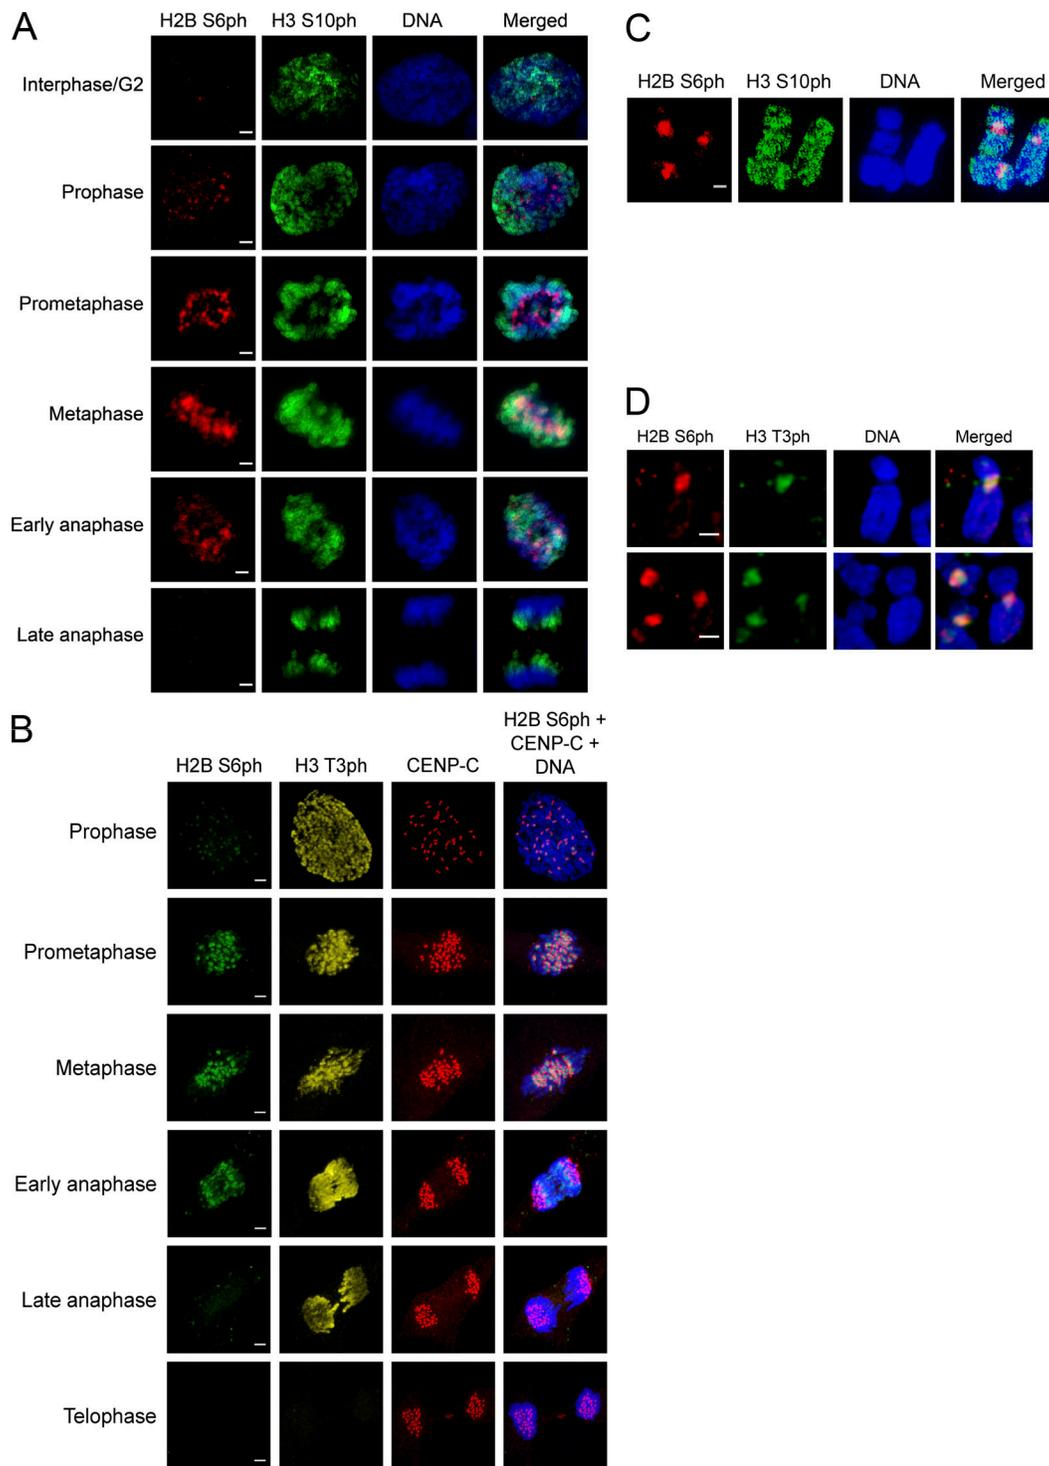 A
H2B S6ph H3 S10ph DNA Merged
Interphase/G2
Prophase
Prometaphase
Metaphase
Early anaphase
Late anaphase
B
H2B S6ph H3 T3ph CENP-C H2B S6ph +
CENP-C +
DNA
Prophase
Prometaphase
Metaphase
Early anaphase
Late anaphase
Telophase
C
H2B S6ph H3 S10ph DNA Merged
D
H2B S6ph H3 T3ph DNA Merged